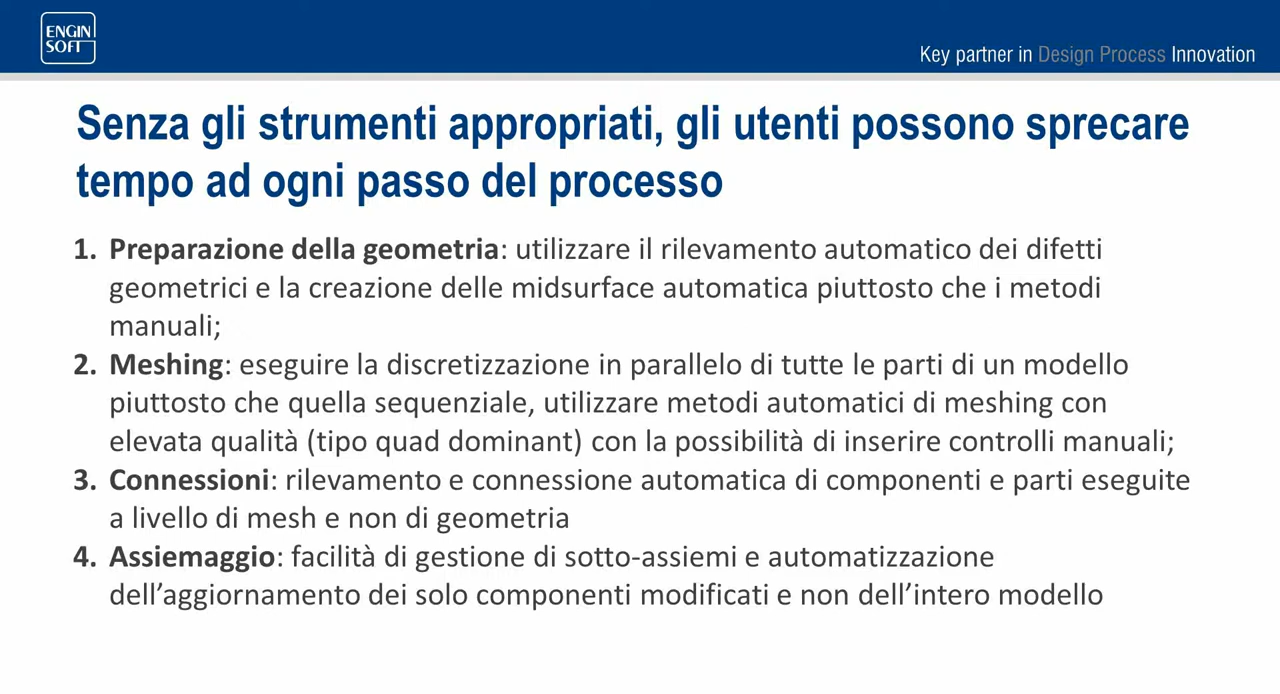 ENGIN
SOFT
Key partner in Design Process Innovation
Senza gli strumenti appropriati, gli utenti possono sprecare
tempo ad ogni passo del processo
1. Preparazione della geometria: utilizzare il rilevamento automatico dei difetti
geometrici e la creazione delle midsurface automatica piuttosto che i metodi
manuali;
2. Meshing: eseguire la discretizzazione in parallelo di tutte le parti di un modello
piuttosto che quella sequenziale, utilizzare metodi automatici di meshing con
elevata qualità (tipo quad dominant) con la possibilità di inserire controlli manuali;
3. Connessioni: rilevamento e connessione automatica di componenti e parti eseguite
a livello di mesh e non di geometria
4. Assiemaggio: facilità di gestione di sotto-assiemi e automatizzazione
dell’aggiornamento dei solo componenti modificati e non dell’intero modello